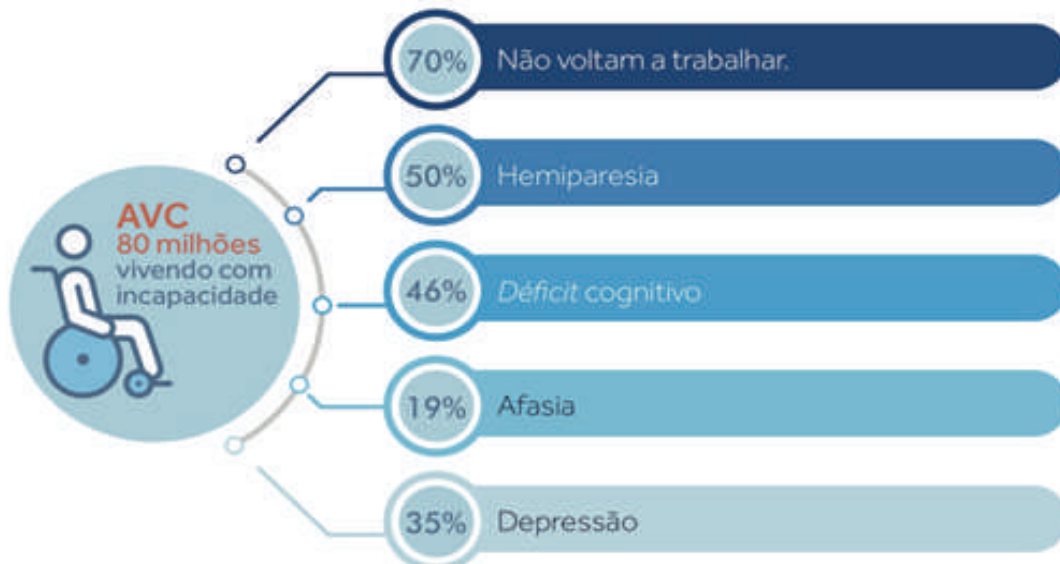 70% Não voltam a trabalhar.
50% Hemiparesia
AVC
80 milhões
vivendo com
incapacidade
46% Déficit cognitivo
19% Afasia
35% Depressão